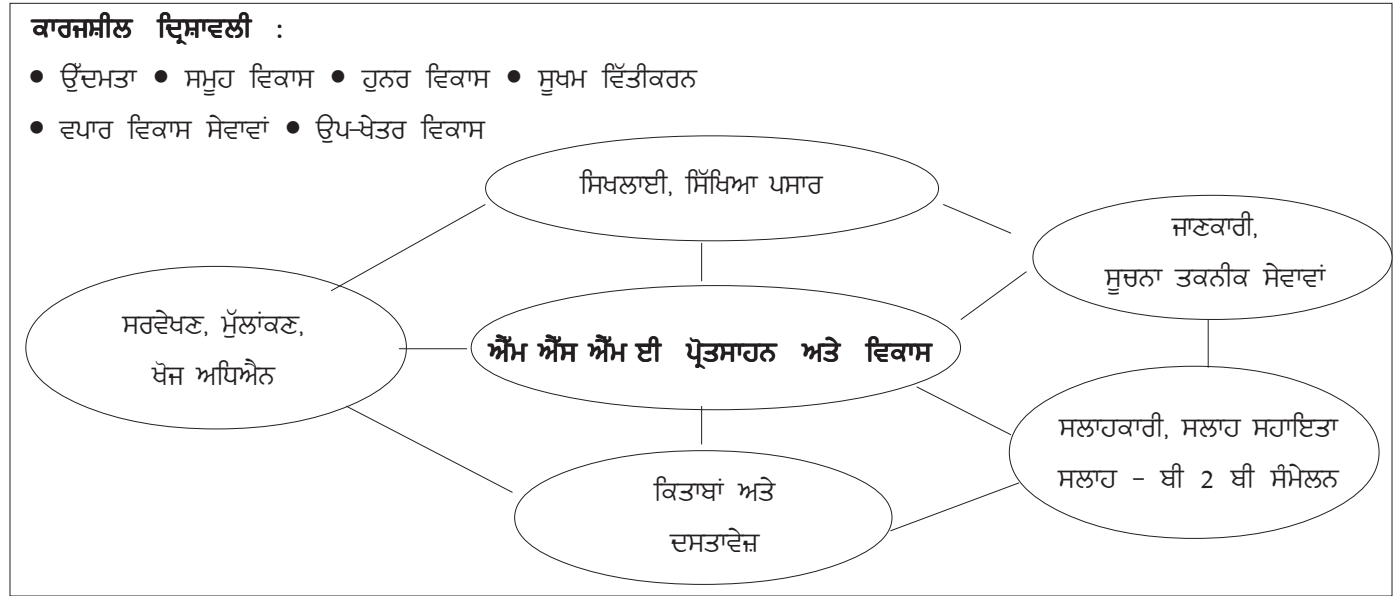 ਕਾਰਜਸ਼ੀਲ ਦ੍ਰਿਸ਼ਾਵਲੀ :
● ਉੱਦਮਤਾ ● ਸਮੂਹ ਵਿਕਾਸ ● ਹੁਨਰ ਵਿਕਾਸ ● ਸੂਖਮ ਵਿੱਤੀਕਰਨ
● ਵਪਾਰ ਵਿਕਾਸ ਸੇਵਾਵਾਂ ● ਉਪ-ਖੇਤਰ ਵਿਕਾਸ
ਸਿਖਲਾਈ, ਸਿੱਖਿਆ ਪਸਾਰ
ਜਾਣਕਾਰੀ,
ਸੂਚਨਾ ਤਕਨੀਕ ਸੇਵਾਵਾਂ
ਸਰਵੇਖਣ, ਮੁੱਲਾਂਕਣ,
ਖੋਜ ਅਧਿਐਨ
ਐੱਮ ਐੱਸ ਐੱਮ ਈ ਪ੍ਰੋਤਸਾਹਨ ਅਤੇ ਵਿਕਾਸ
ਸਲਾਹਕਾਰੀ, ਸਲਾਹ ਸਹਾਇਤਾ
ਸਲਾਹ - ਬੀ 2 ਬੀ ਸੰਮੇਲਨ
ਕਿਤਾਬਾਂ ਅਤੇ
ਦਸਤਾਵੇਜ਼